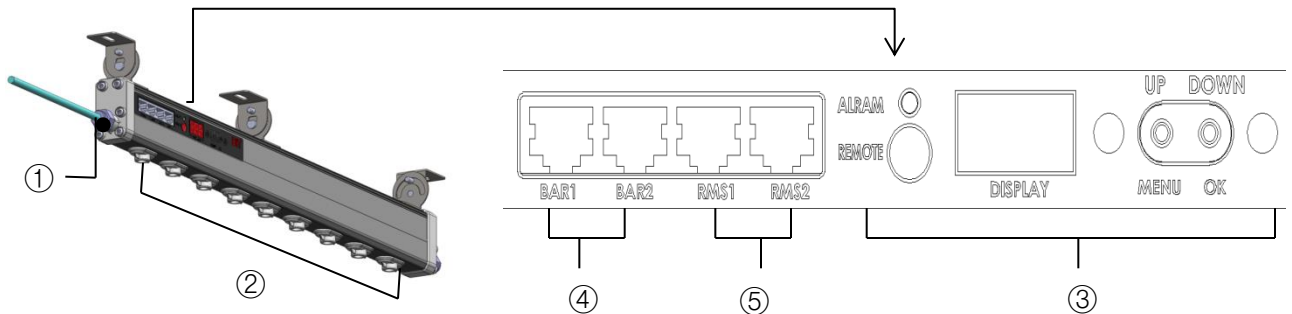 UP DOWN
ALRAM
REMOTE
BAR1 BAR2 RMS1 RMS2
DISPLAY
MENU OK
①
②
④
⑤
③